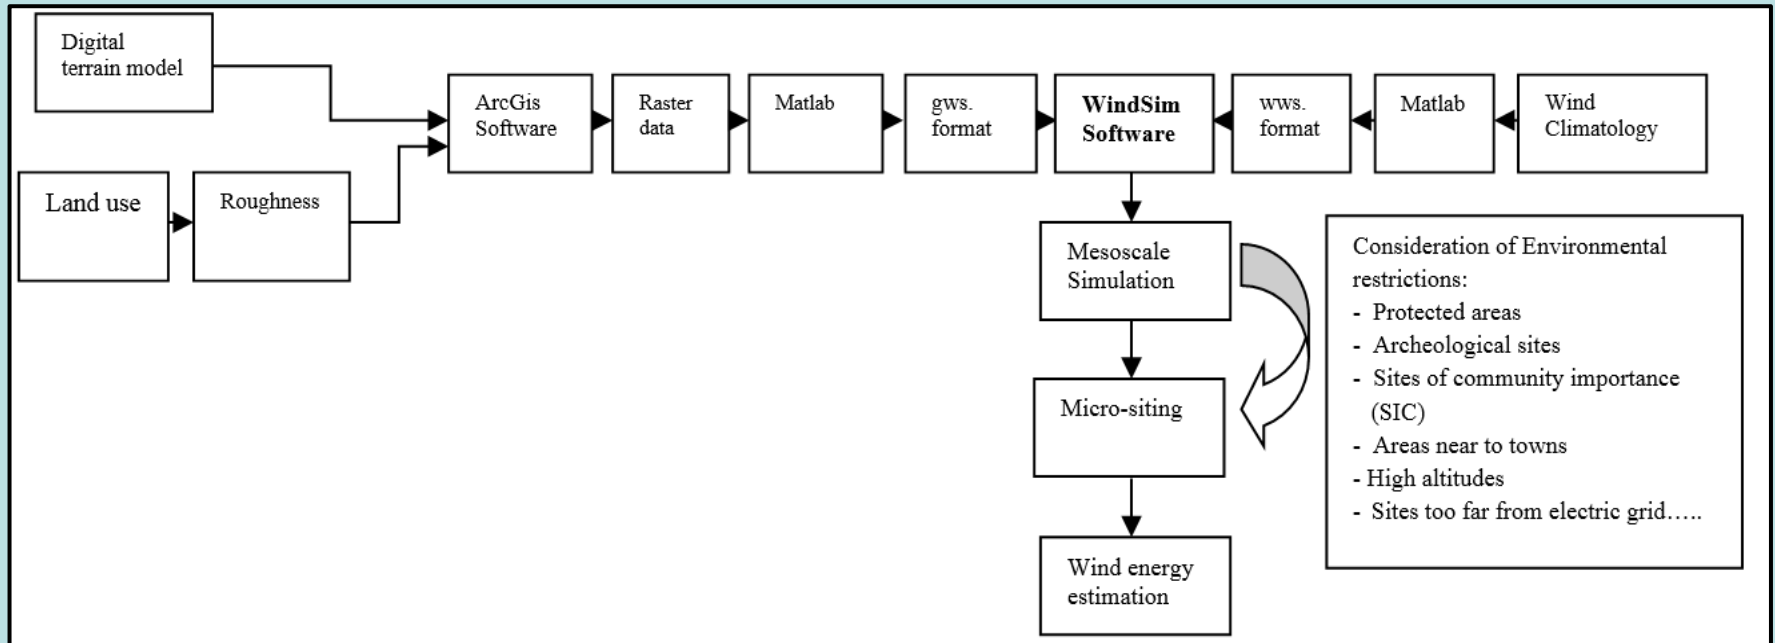 Digital
terrain model
ArcGis
Software
Raster
data
Matlab
gws.
format
WindSim
Software
wws.
format
Matlab
Wind
Climatology
Land use
Roughness
Mesoscale
Simulation
Micro-siting
Wind energy
estimation
Consideration of Environmental
restrictions:
- Protected areas
- Archeological sites
- Sites of community importance
(SIC)
- Areas near to towns
- High altitudes
- Sites too far from electric grid…..